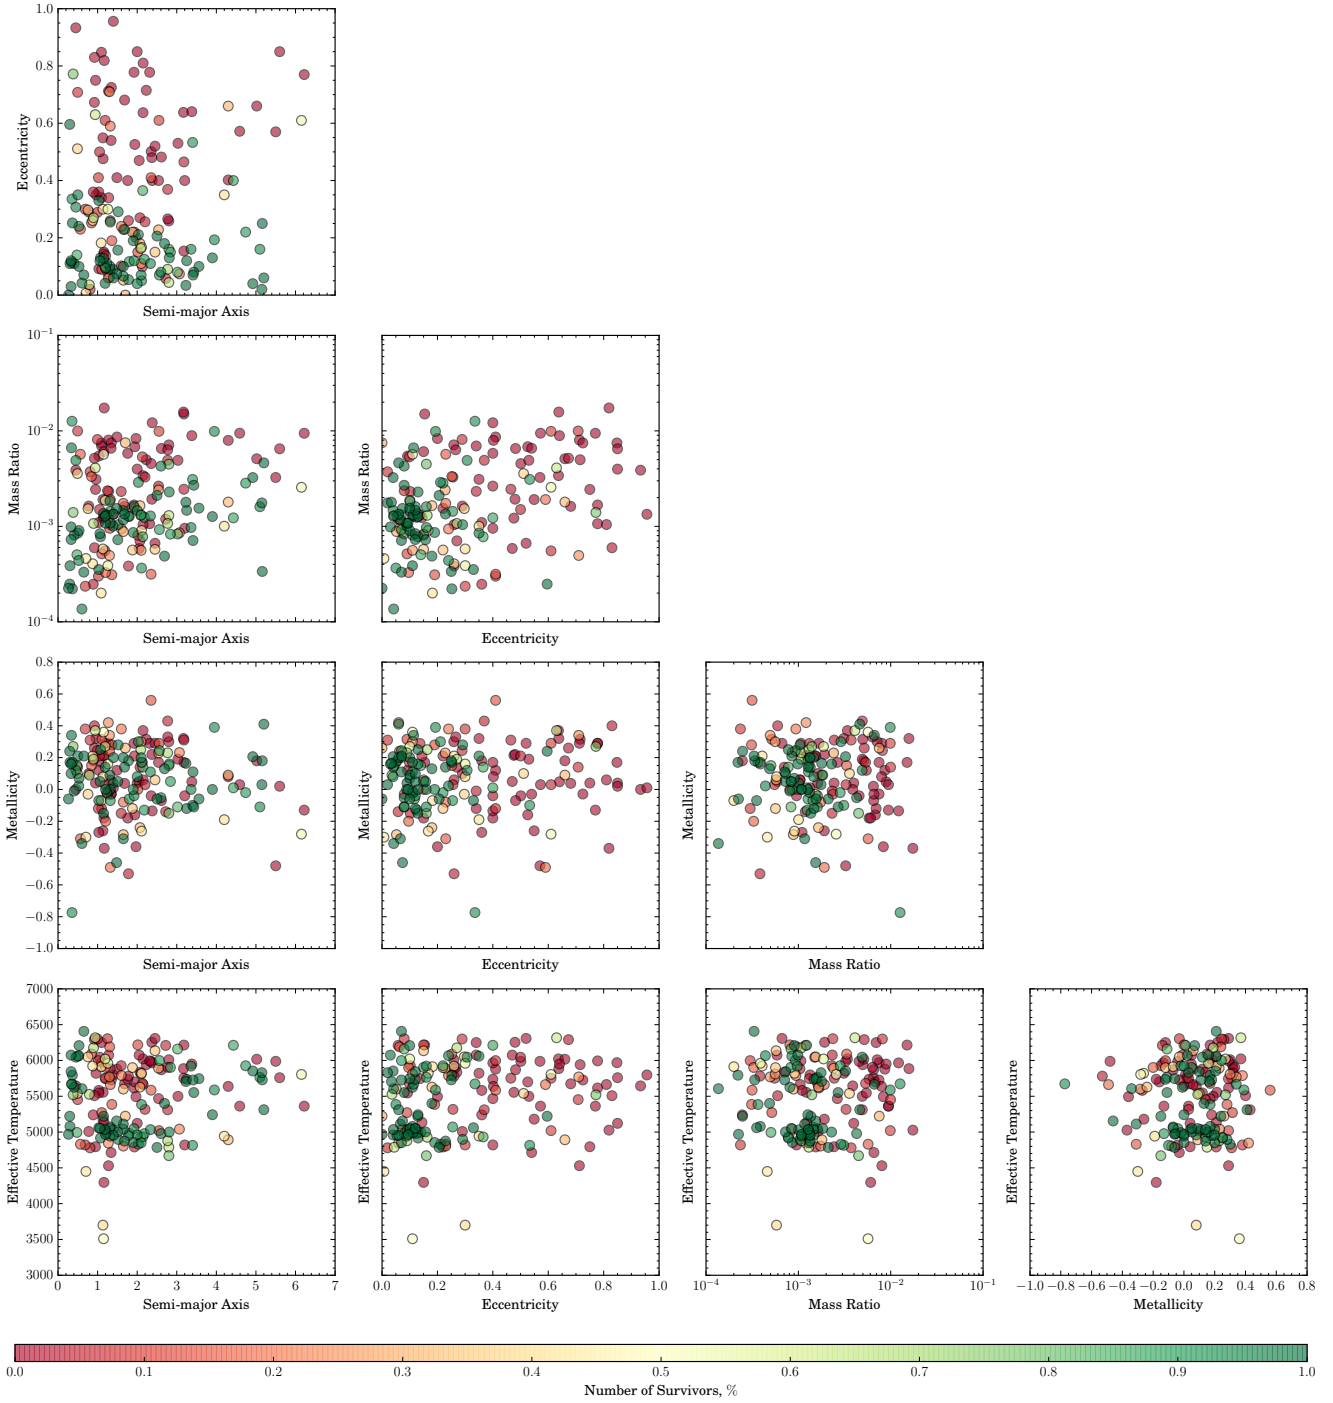 1.0
0.8
0.6
0.4
0.2
0.0
Eccentricity
Semi-major Axis
10⁻¹
10⁻²
10⁻³
10⁻⁴
Mass Ratio
Semi-major Axis
Mass Ratio
Eccentricity
0.8
0.6
0.4
0.2
0.0
−0.2
−0.4
−0.6
−0.8
−1.0
Metallicity
Semi-major Axis
Metallicity
Eccentricity
Metallicity
Mass Ratio
7000
6500
6000
5500
5000
4500
4000
3500
3000
Effective Temperature
0 1 2 3 4 5 6 7
Semi-major Axis
Effective Temperature
0.0 0.2 0.4 0.6 0.8 1.0
Eccentricity
Effective Temperature
10⁻⁴ 10⁻³ 10⁻² 10⁻¹
Mass Ratio
Effective Temperature
−1.0 −0.8 −0.6 −0.4 −0.2 0.0 0.2 0.4 0.6 0.8
Metallicity
0.0 0.1 0.2 0.3 0.4 0.5 0.6 0.7 0.8 0.9 1.0
Number of Survivors, %